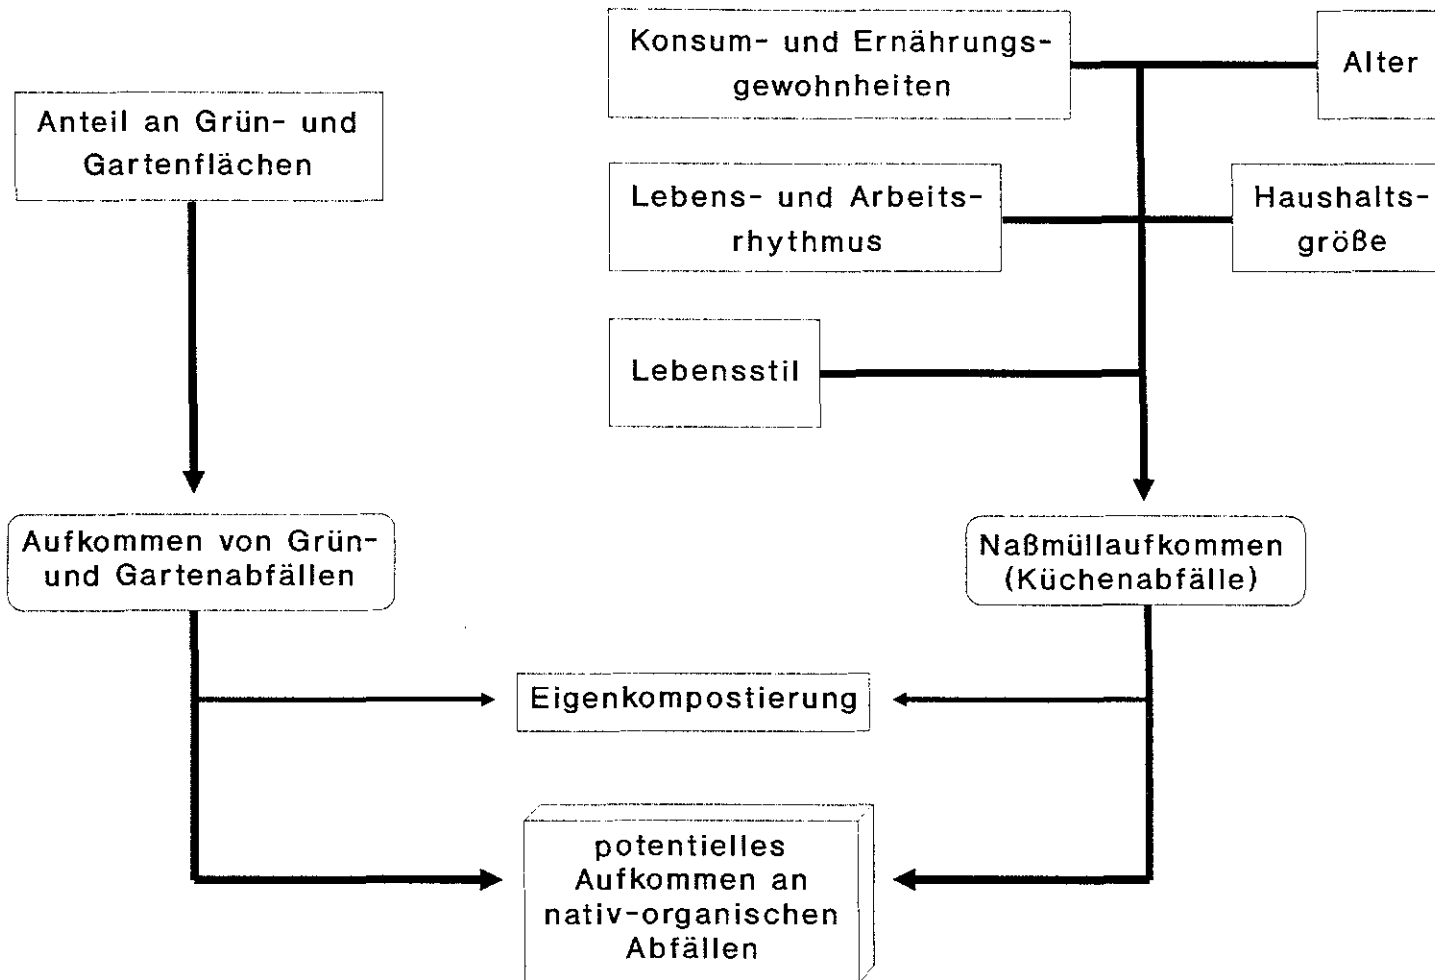 Konsum- und Ernährungs-
gewohnheiten
Alter
Anteil an Grün- und
Gartenflächen
Lebens- und Arbeits-
rhythmus
Haushalts-
größe
Lebensstil
Aufkommen von Grün-
und Gartenabfällen
Naßmüllaufkommen
(Küchenabfälle)
Eigenkompostierung
potentielles
Aufkommen an
nativ-organischen
Abfällen